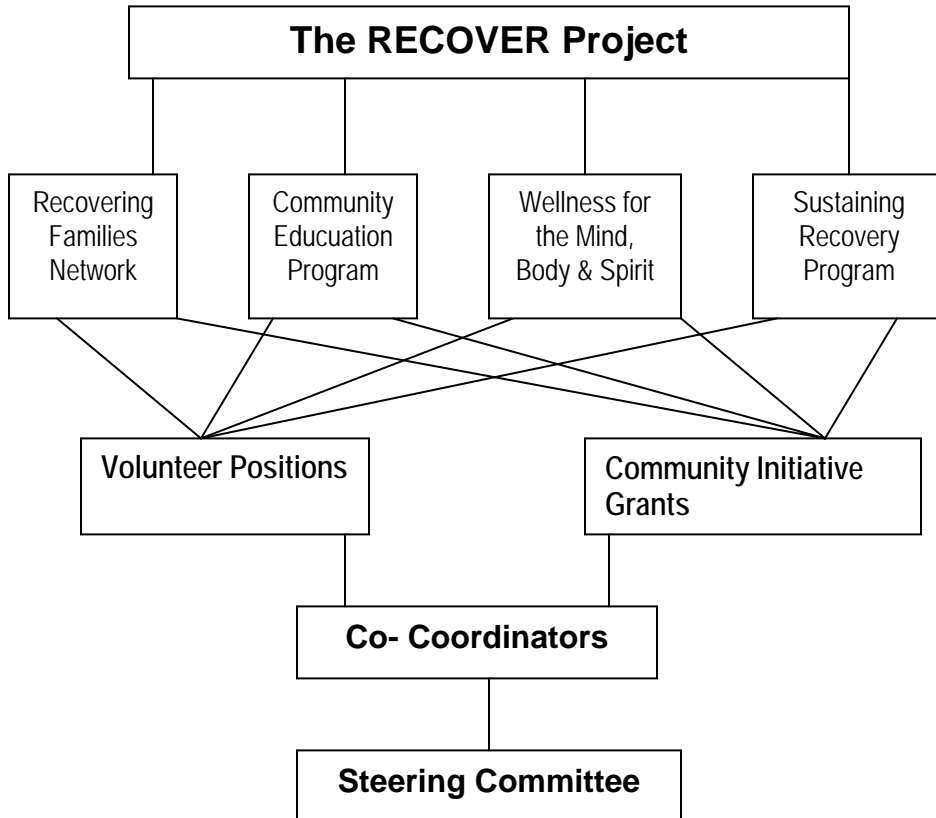 The RECOVER Project
Recovering
Families
Network
Community
Educuation
Program
Wellness for
the Mind,
Body & Spirit
Sustaining
Recovery
Program
Volunteer Positions
Community Initiative
Grants
Co- Coordinators
Steering Committee